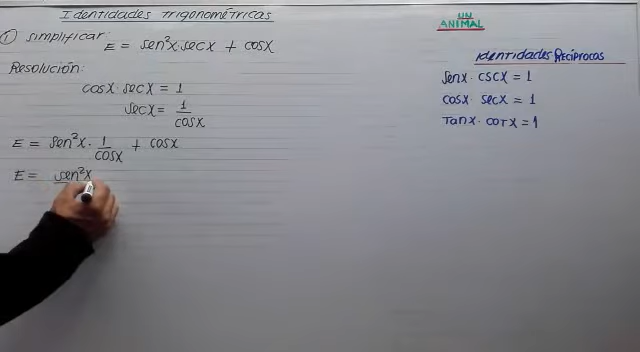 Identidades Trigonométricas
① Simplificar:
E = sen²x.secx + cosx
Resolución:
cosx.secx = 1
secx = 1/cosx
E = sen²x . 1/cosx + cosx
E = sen²x
UN
ANIMAL
Identidades Recíprocas
senx . cscx = 1
cosx . secx = 1
Tanx . cotx = 1